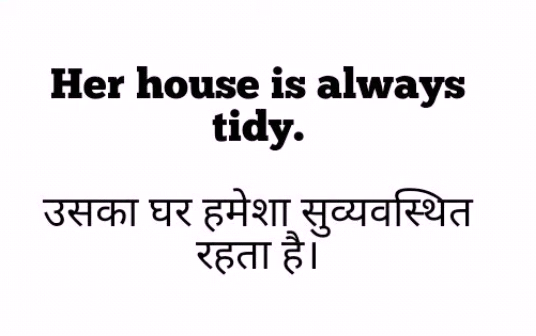 Her house is always
tidy.
उसका घर हमेशा सुव्यवस्थित
रहता है।